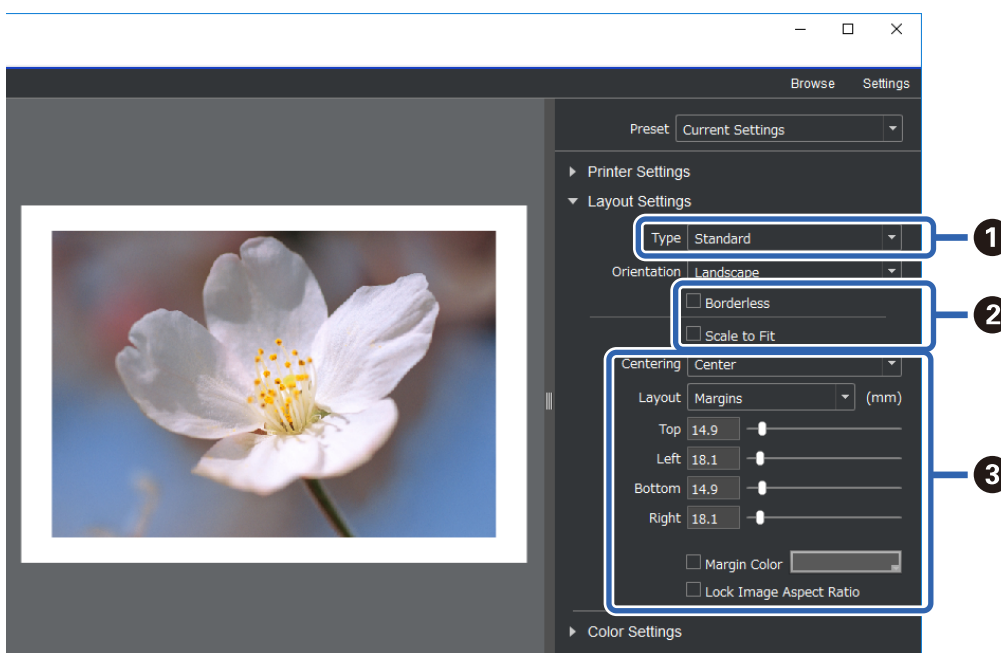 Browse Settings
Preset Current Settings
Printer Settings
Layout Settings
Type Standard
1
Orientation Landscape
Borderless
2
Scale to Fit
Centering Center
Layout Margins (mm)
Top 14.9
Left 18.1
3
Bottom 14.9
Right 18.1
Margin Color
Lock Image Aspect Ratio
Color Settings